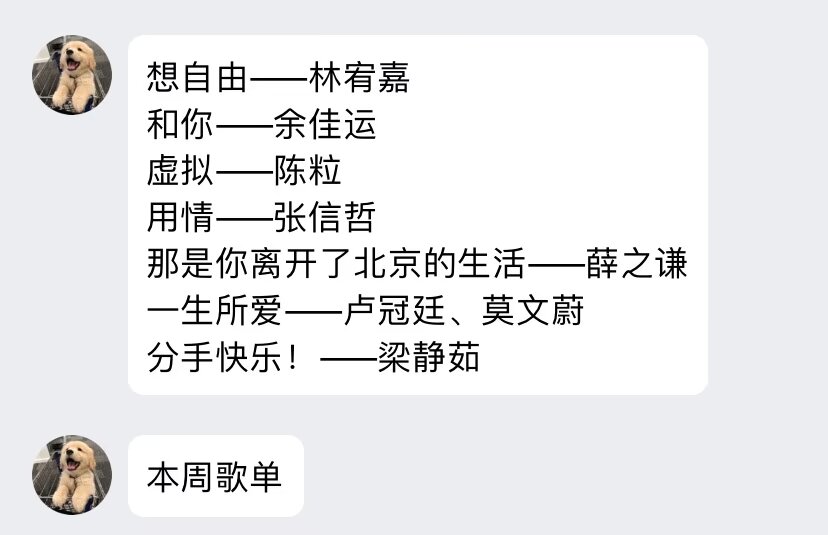 想自由——林宥嘉
和你——余佳运
虚拟——陈粒
用情——张信哲
那是你离开了北京的生活——薛之谦
一生所爱——卢冠廷、莫文蔚
分手快乐！——梁静茹
本周歌单